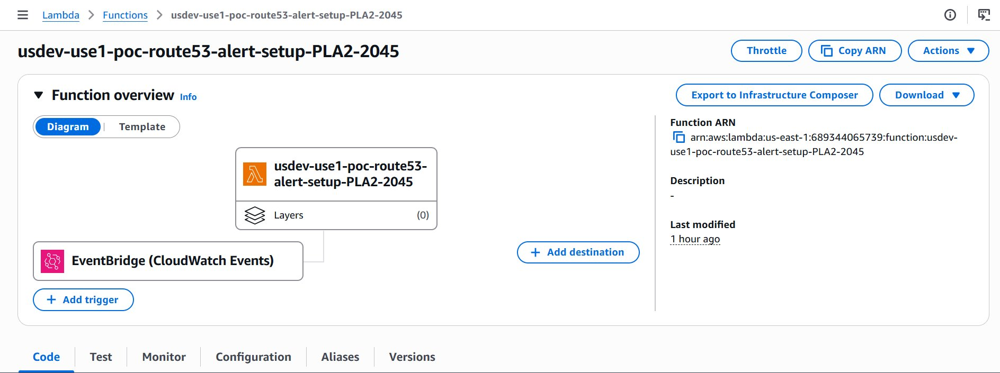 Lambda > Functions > usdev-use1-poc-route53-alert-setup-PLA2-2045
usdev-use1-poc-route53-alert-setup-PLA2-2045
Throttle
Copy ARN
Actions
Function overview Info
Export to Infrastructure Composer
Download
Diagram
Template
usdev-use1-poc-route53-
alert-setup-PLA2-2045
Layers (0)
EventBridge (CloudWatch Events)
+ Add trigger
+ Add destination
Function ARN
arn:aws:lambda:us-east-1:689344065739:function:usdev-
use1-poc-route53-alert-setup-PLA2-2045
Description
-
Last modified
1 hour ago
Code
Test
Monitor
Configuration
Aliases
Versions